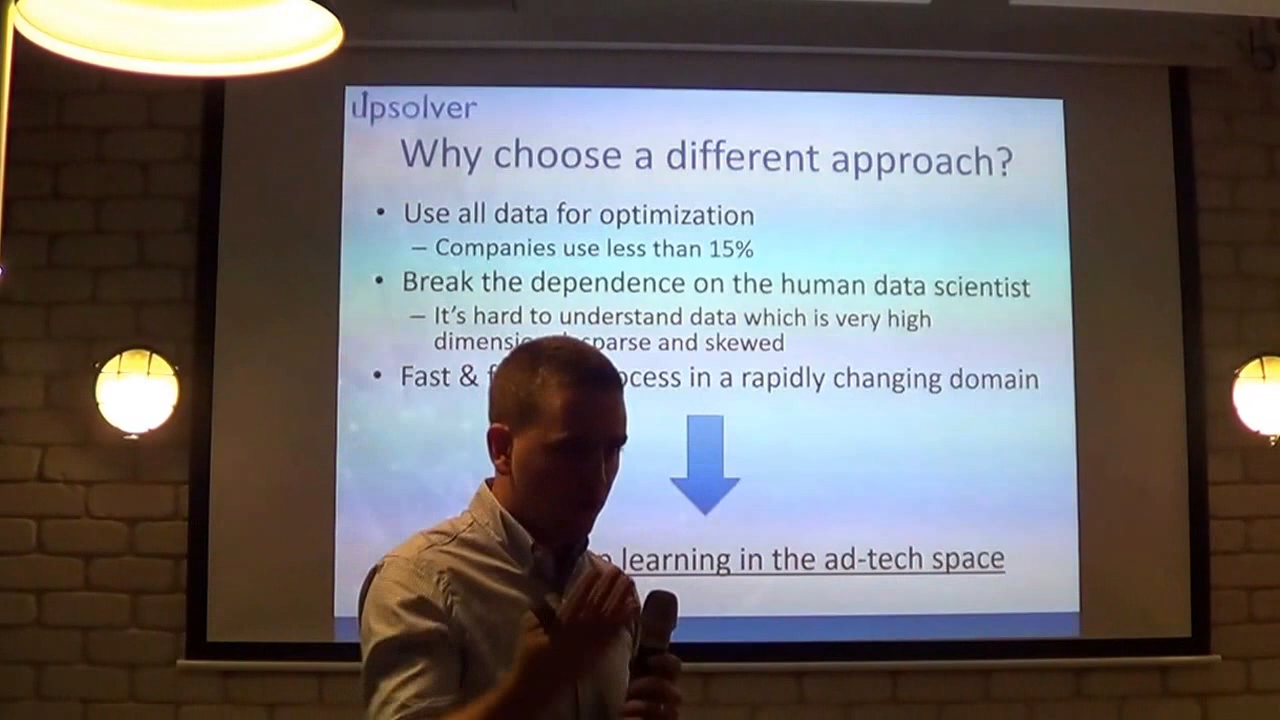 Upsolver
Why choose a different approach?
• Use all data for optimization
– Companies use less than 15%
• Break the dependence on the human data scientist
– It's hard to understand data which is very high
and skewed
• Fast & in a rapidly changing domain
learning in the ad-tech space